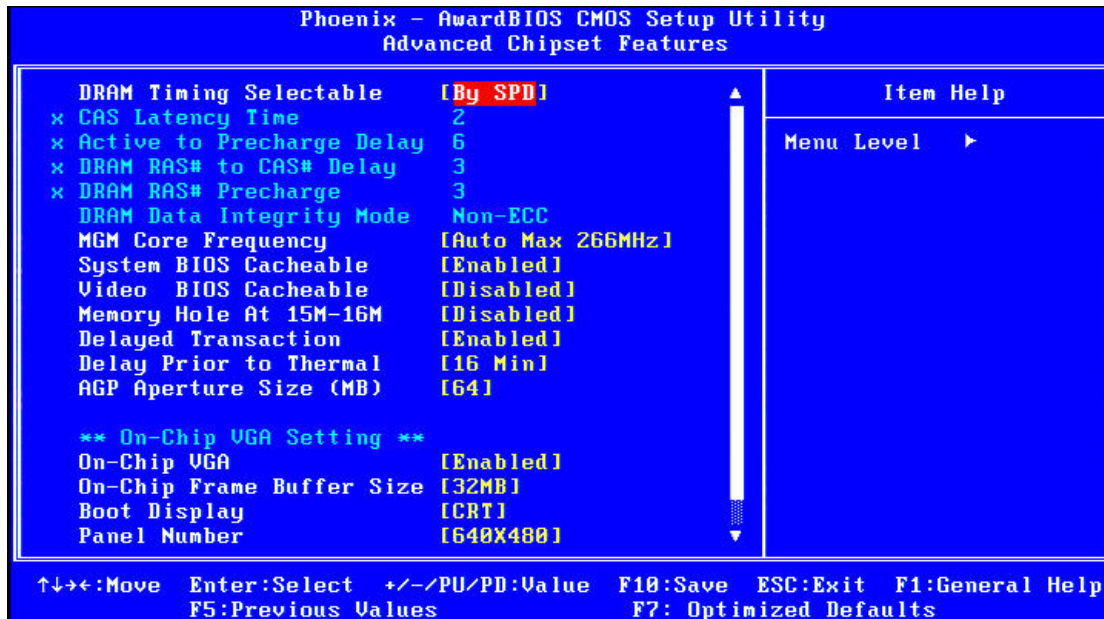 Phoenix - AwardBIOS CMOS Setup Utility
Advanced Chipset Features
DRAM Timing Selectable [By SPD]
x CAS Latency Time 2
x Active to Precharge Delay 6
x DRAM RAS# to CAS# Delay 3
x DRAM RAS# Precharge 3
DRAM Data Integrity Mode Non-ECC
MGM Core Frequency [Auto Max 266MHz]
System BIOS Cacheable [Enabled]
Video BIOS Cacheable [Disabled]
Memory Hole At 15M-16M [Disabled]
Delayed Transaction [Enabled]
Delay Prior to Thermal [16 Min]
AGP Aperture Size (MB) [64]
** On-Chip VGA Setting **
On-Chip VGA [Enabled]
On-Chip Frame Buffer Size [32MB]
Boot Display [CRT]
Panel Number [640X480]
Item Help
Menu Level ►
↑↓→←:Move Enter:Select +/-/PU/PD:Value F10:Save ESC:Exit F1:General Help
F5:Previous Values F7: Optimized Defaults